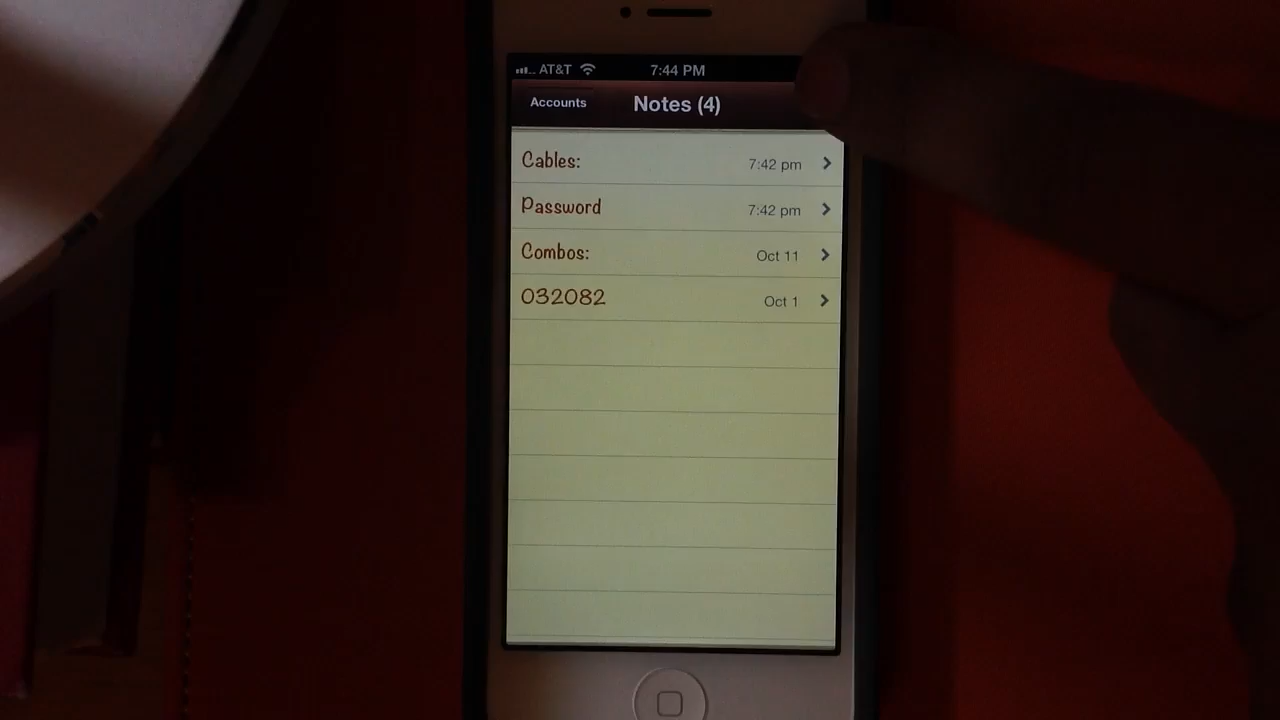 AT&T 7:44 PM
Accounts Notes (4)
Cables: 7:42 pm
Password 7:42 pm
Combos: Oct 11
032082 Oct 1